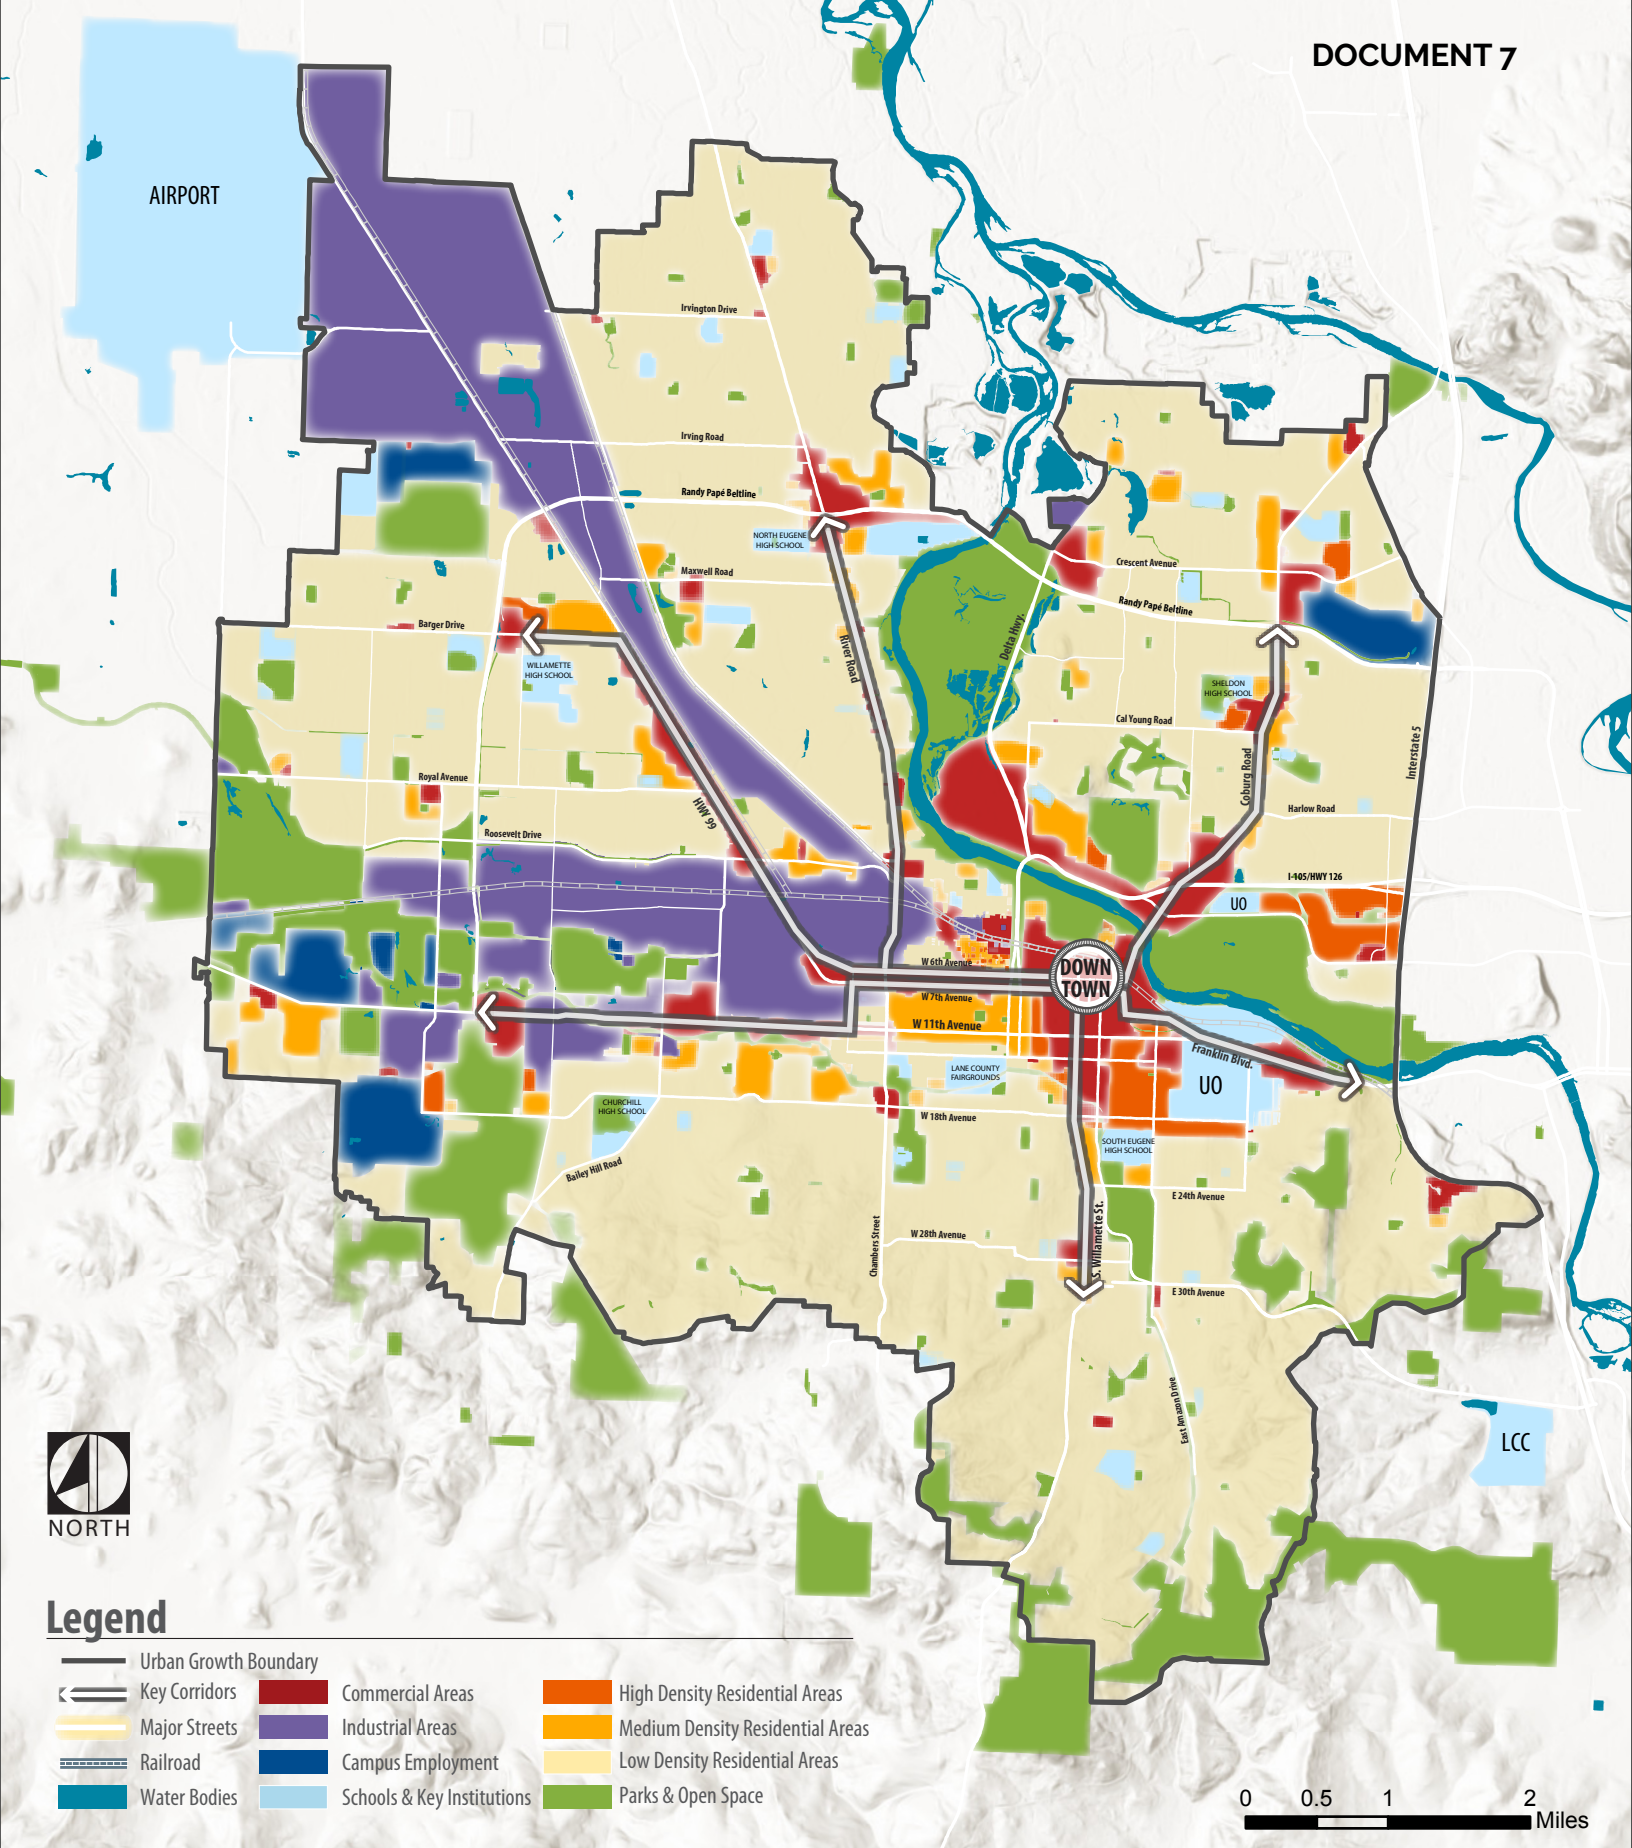 DOCUMENT 7
AIRPORT
Irvington Drive
Irving Road
Randy Papé Beltline
NORTH EUGENE
HIGH SCHOOL
Maxwell Road
Crescent Avenue
Randy Papé Beltline
Barger Drive
River Road
Delta Hwy.
WILLAMETTE
HIGH SCHOOL
SHELDON
HIGH SCHOOL
Cal Young Road
Interstate 5
Coburg Road
Royal Avenue
HWY 99
Harlow Road
Roosevelt Drive
I-105/HWY 126
UO
W 6th Avenue
DOWN
TOWN
W 7th Avenue
W 11th Avenue
Franklin Blvd.
LANE COUNTY
FAIRGROUNDS
UO
CHURCHILL
HIGH SCHOOL
W 18th Avenue
SOUTH EUGENE
HIGH SCHOOL
Bailey Hill Road
E 24th Avenue
Chambers Street
W 28th Avenue
S. Willamette St.
E 30th Avenue
East Amazon Drive
LCC
NORTH
Legend
Urban Growth Boundary
Key Corridors
Major Streets
Railroad
Water Bodies
Commercial Areas
Industrial Areas
Campus Employment
Schools & Key Institutions
High Density Residential Areas
Medium Density Residential Areas
Low Density Residential Areas
Parks & Open Space
0 0.5 1 2
Miles